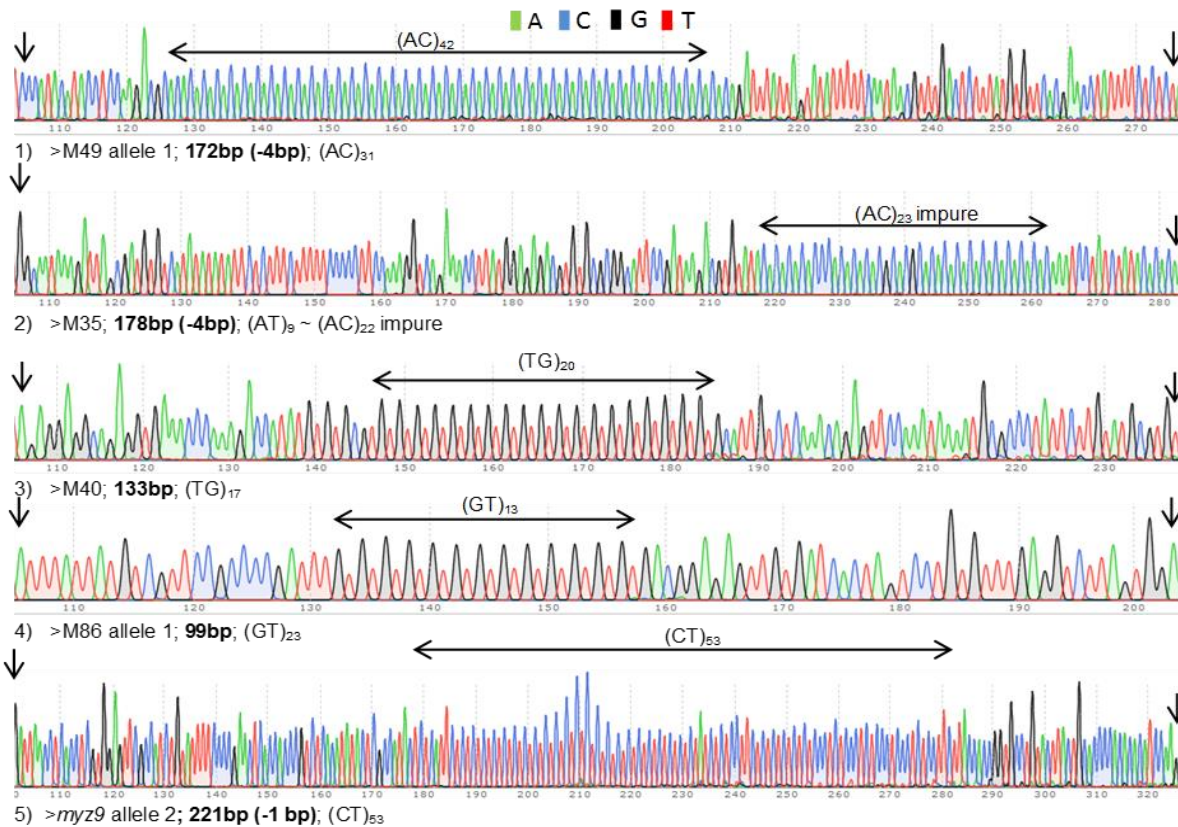 A C G T
(AC)₄₂
110 120 130 140 150 160 170 180 190 200 210 220 230 240 250 260 270
1) >M49 allele 1; 172bp (-4bp); (AC)₃₁
(AC)₂₃ impure
110 120 130 140 150 160 170 180 190 200 210 220 230 240 250 260 270 280
2) >M35; 178bp (-4bp); (AT)₉ ~ (AC)₂₂ impure
(TG)₂₀
110 120 130 140 150 160 170 180 190 200 210 220 230
3) >M40; 133bp; (TG)₁₇
(GT)₁₃
110 120 130 140 150 160 170 180 190 200
4) >M86 allele 1; 99bp; (GT)₂₃
(CT)₅₃
110 120 130 140 150 160 170 180 190 200 210 220 230 240 250 260 270 280 290 300 310 320
5) >myz9 allele 2; 221bp (-1 bp); (CT)₅₃